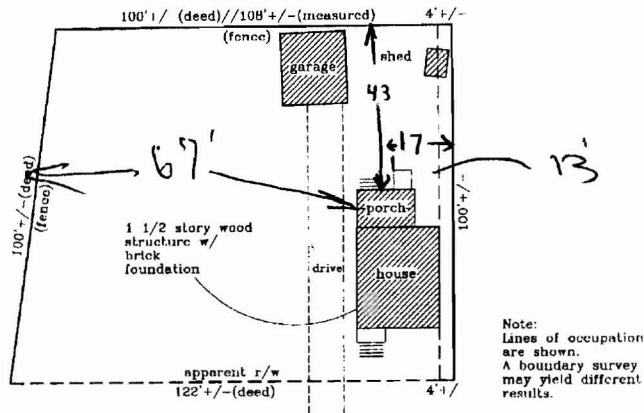 100'+/ (deed)//108'+/-(measured)
4'+/-
(fence)
shed
garage
43
17
67'
13'
100'+/-(deed)
(fence)
100'+/-
porch
1 1/2 story wood
structure w/
brick
foundation
drive
house
Note:
Lines of occupation
are shown.
A boundary survey
may yield different
results.
apparent r/w
122'+/-(deed)
4'+/